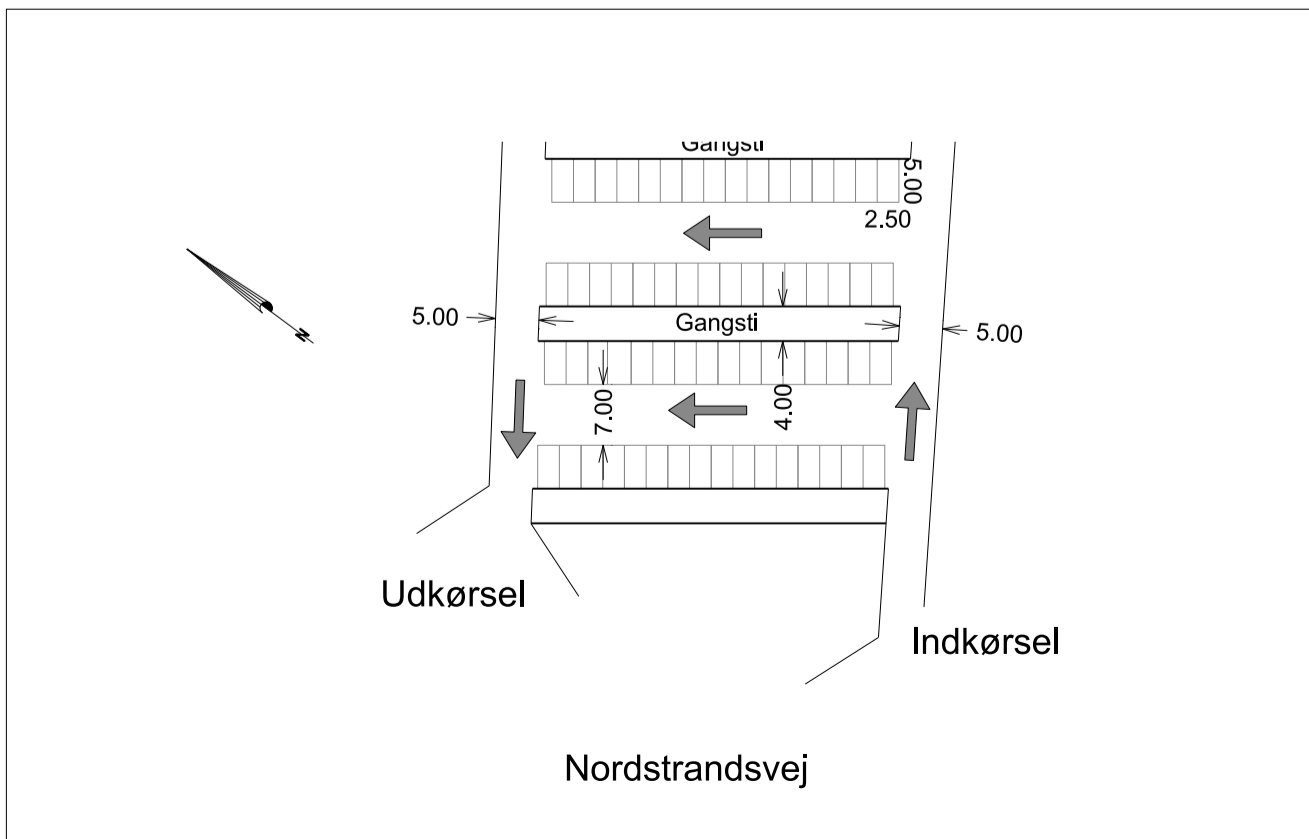 Gangsti
5.00
2.50
N
5.00
Gangsti
5.00
7.00
4.00
Udkørsel
Indkørsel
Nordstrandsvej